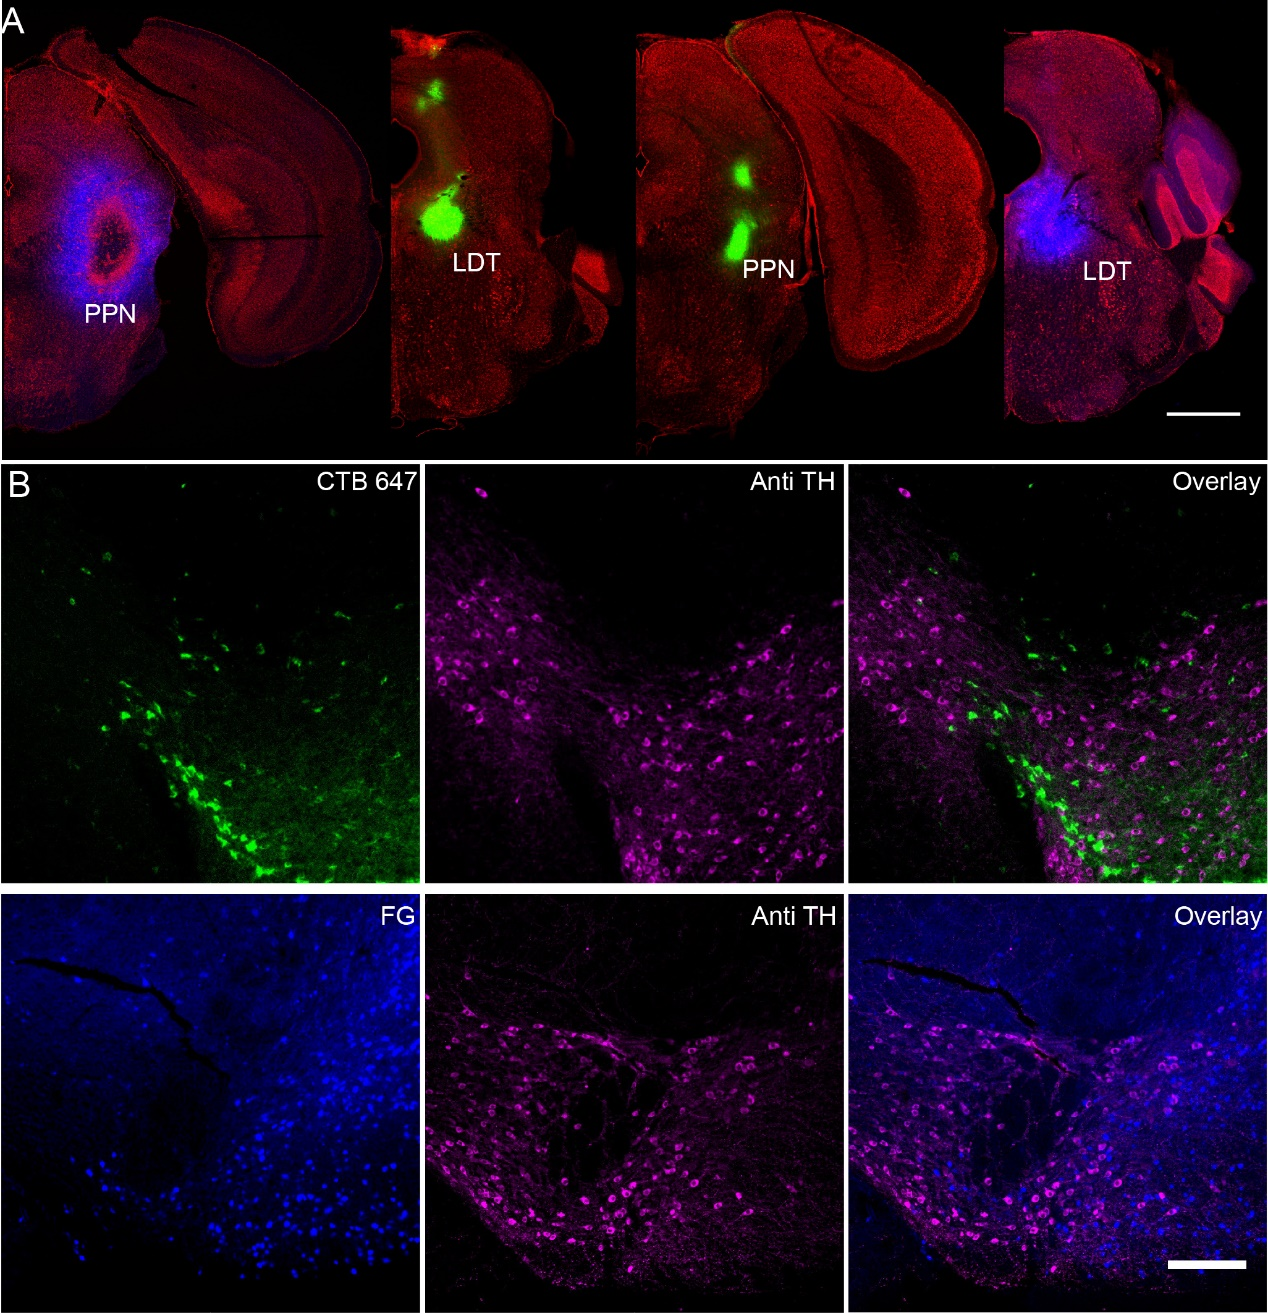 A
PPN
LDT
PPN
LDT
B
CTB 647
Anti TH
Overlay
FG
Anti TH
Overlay